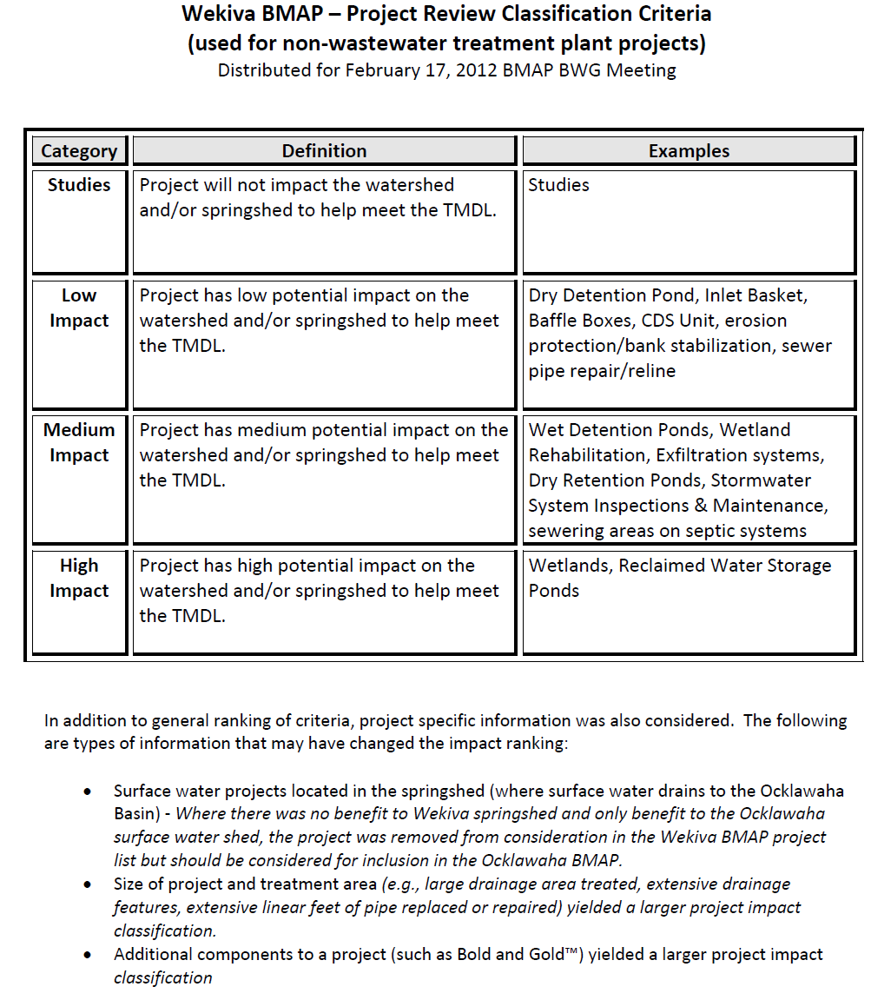 Wekiva BMAP – Project Review Classification Criteria
(used for non-wastewater treatment plant projects)
Distributed for February 17, 2012 BMAP BWG Meeting
Category
Definition
Examples
Studies
Project will not impact the watershed
and/or springshed to help meet the TMDL.
Studies
Low
Impact
Project has low potential impact on the
watershed and/or springshed to help meet
the TMDL.
Dry Detention Pond, Inlet Basket,
Baffle Boxes, CDS Unit, erosion
protection/bank stabilization, sewer
pipe repair/reline
Medium
Impact
Project has medium potential impact on the
watershed and/or springshed to help meet
the TMDL.
Wet Detention Ponds, Wetland
Rehabilitation, Exfiltration systems,
Dry Retention Ponds, Stormwater
System Inspections & Maintenance,
sewering areas on septic systems
High
Impact
Project has high potential impact on the
watershed and/or springshed to help meet
the TMDL.
Wetlands, Reclaimed Water Storage
Ponds
In addition to general ranking of criteria, project specific information was also considered.  The following
are types of information that may have changed the impact ranking:
• Surface water projects located in the springshed (where surface water drains to the Ocklawaha
Basin) - Where there was no benefit to Wekiva springshed and only benefit to the Ocklawaha
surface water shed, the project was removed from consideration in the Wekiva BMAP project
list but should be considered for inclusion in the Ocklawaha BMAP.
• Size of project and treatment area (e.g., large drainage area treated, extensive drainage
features, extensive linear feet of pipe replaced or repaired) yielded a larger project impact
classification.
• Additional components to a project (such as Bold and Gold™) yielded a larger project impact
classification